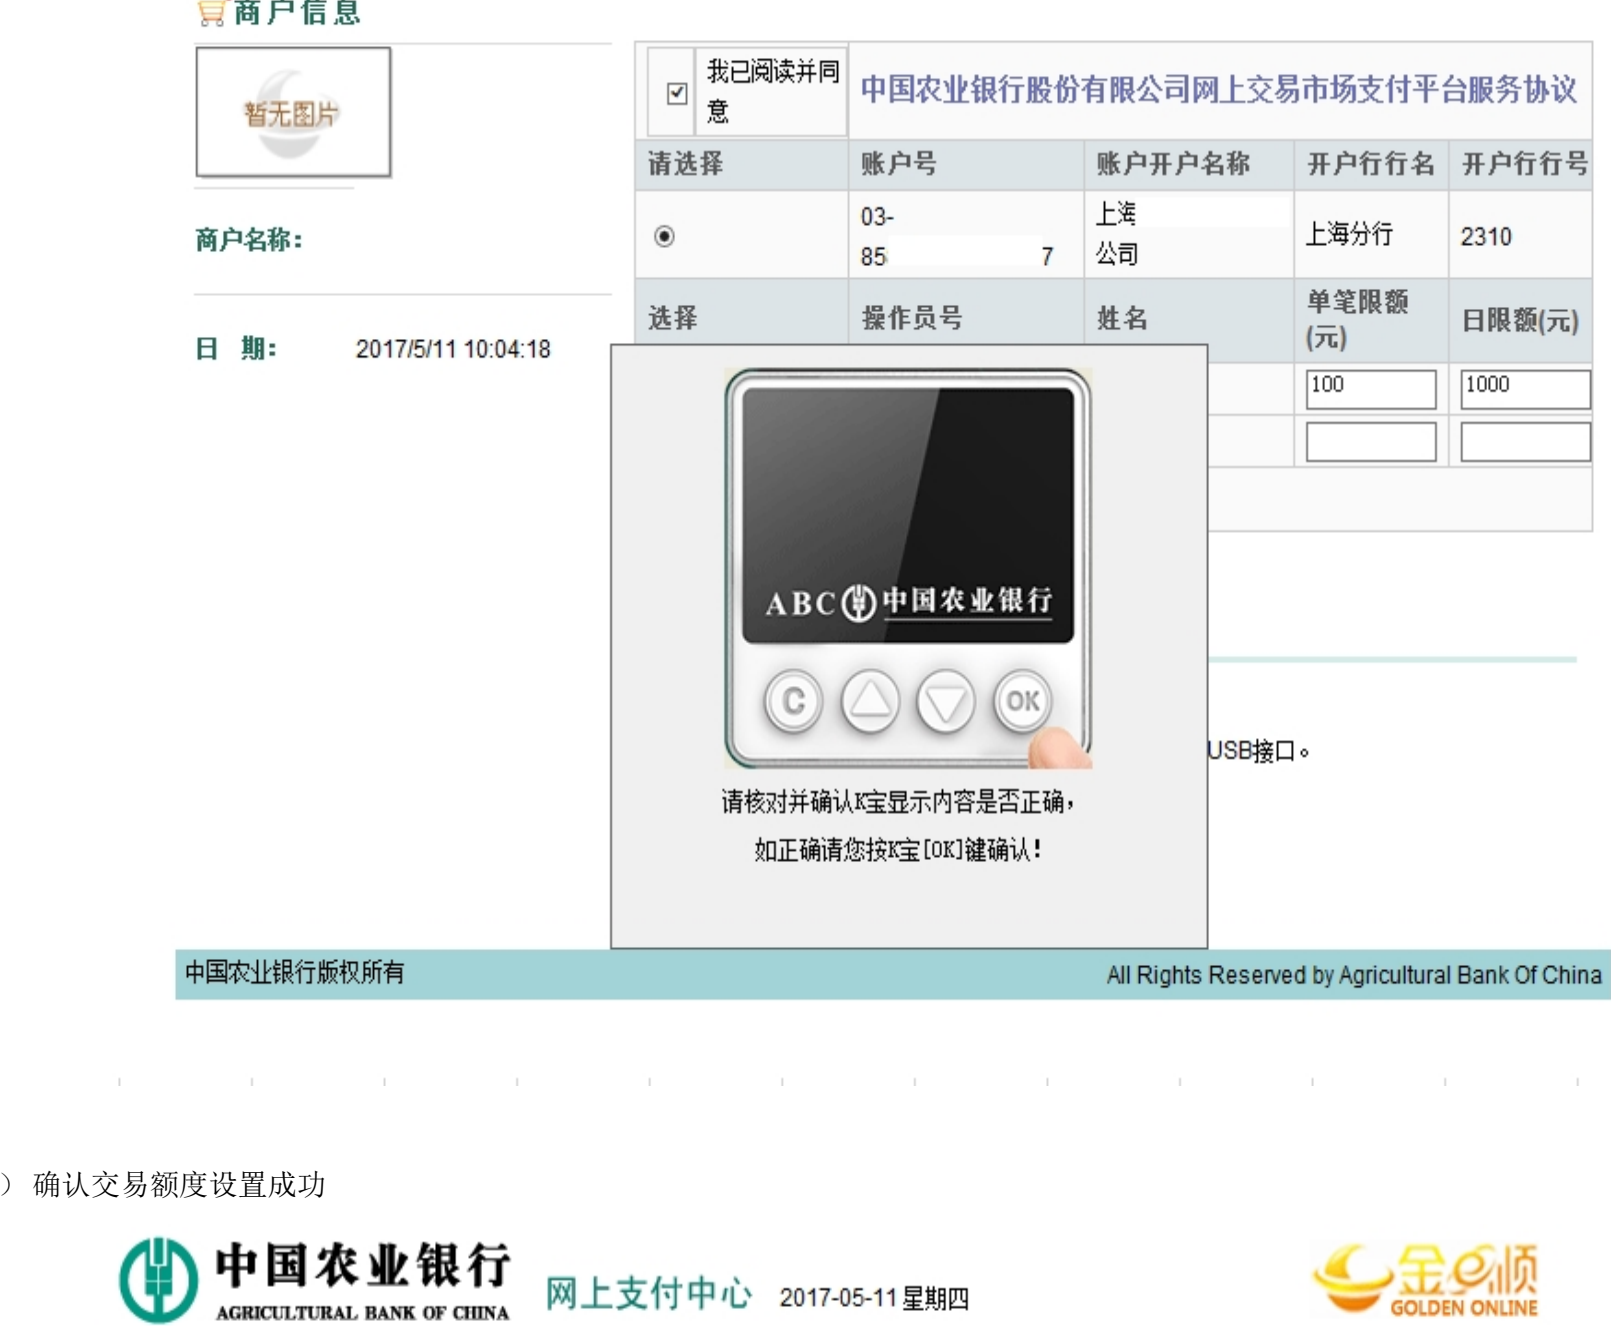 商户信息
暂无图片
商户名称：
日 期： 2017/5/11 10:04:18
我已阅读并同
意
中国农业银行股份有限公司网上交易市场支付平台服务协议
请选择 账户号 账户开户名称 开户行行名 开户行行号
03- 上海
85 7 公司 上海分行 2310
选择 操作员号 姓名 单笔限额
(元) 日限额(元)
100 1000
ABC 中国农业银行
C OK
USB接口。
请核对并确认K宝显示内容是否正确，
如正确请您按K宝[OK]键确认！
中国农业银行版权所有 All Rights Reserved by Agricultural Bank Of China
） 确认交易额度设置成功
中国农业银行
AGRICULTURAL BANK OF CHINA
网上支付中心 2017-05-11 星期四
金e顺
GOLDEN ONLINE